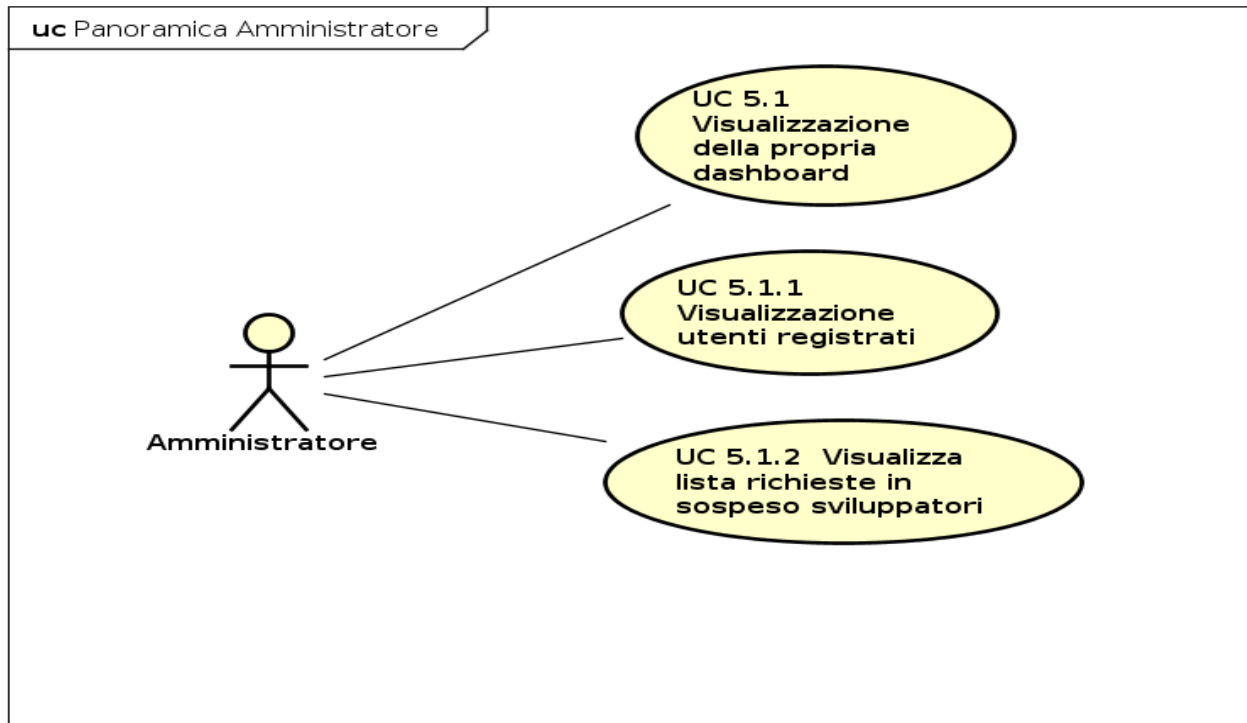 uc Panoramica Amministratore
UC 5.1
Visualizzazione
della propria
dashboard
UC 5.1.1
Visualizzazione
utenti registrati
Amministratore
UC 5.1.2 Visualizza
lista richieste in
sospeso sviluppatori